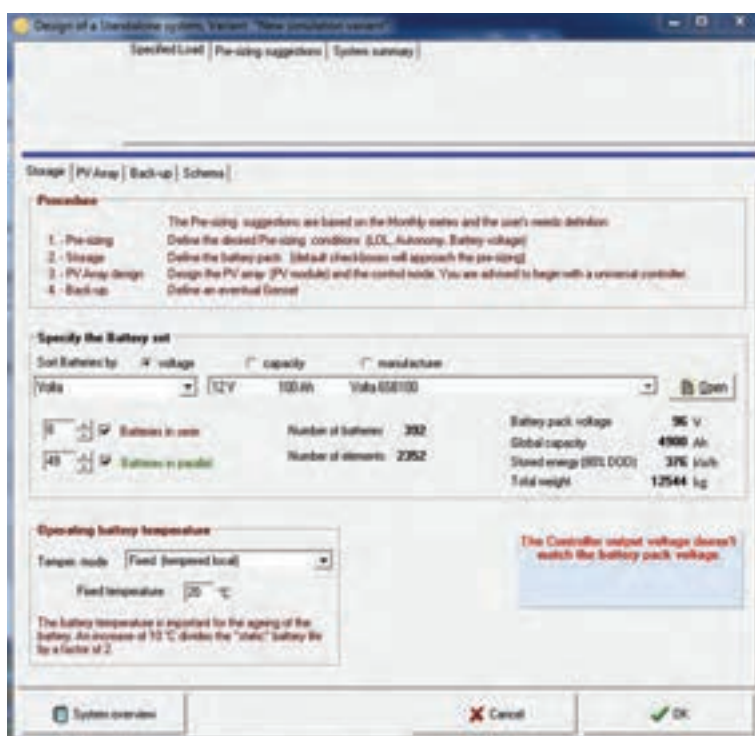 Design of a Standalone system, Variant "New simulation variant"
Specified Load | Pre-sizing suggestions | System summary
Storage | PV Array | Back-up | Schema
Procedure
The Pre-sizing suggestions are based on the Monthly meteo and the user's needs definition
1. - Pre-sizing Define the desired Pre-sizing conditions (LOL, Autonomy, Battery voltage)
2 - Storage Define the battery pack (default checkboxes will approach the pre-sizing)
3 - PV Array design Design the PV array (PV module) and the control mode. You are advised to begin with a universal controller.
4 - Back-up Define an eventual Genset
Specify the Battery set
Sort Batteries by voltage capacity manufacturer
Volta 12 V 100 Ah Volta 6SB100 Open
8 Batteries in serie Number of batteries 392 Battery pack voltage 96 V
Global capacity 4900 Ah
49 Batteries in parallel Number of elements 2352 Stored energy (80% DOD) 376 kWh
Total weight 12544 kg
Operating battery temperature
Temper. mode Fixed (tempered local)
Fixed temperature 20 °C
The battery temperature is important for the ageing of the
battery. An increase of 10 °C divides the "static" battery life
by a factor of 2
The Controller output voltage doesn't
match the battery pack voltage.
System overview Cancel OK